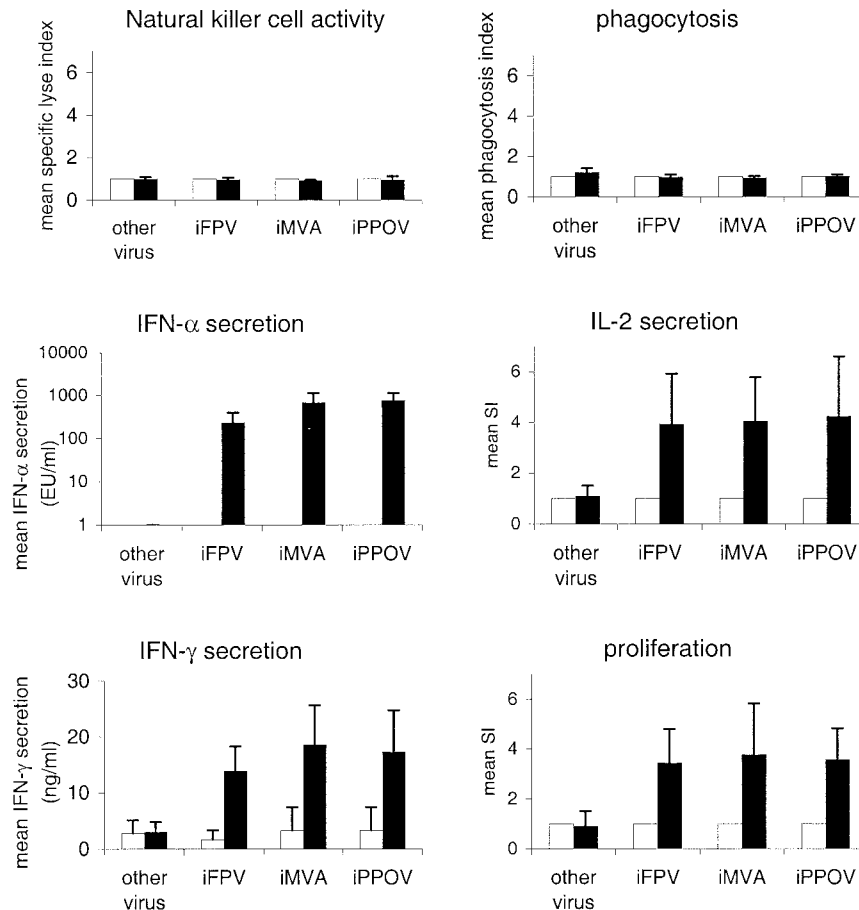 Natural killer cell activity
mean specific lyse index
6
4
2
0
other
virus
iFPV
iMVA
iPPOV
phagocytosis
mean phagocytosis index
6
4
2
0
other
virus
iFPV
iMVA
iPPOV
IFN-α secretion
mean IFN-α secretion
(EU/ml)
10000
1000
100
10
1
other
virus
iFPV
iMVA
iPPOV
IL-2 secretion
mean SI
6
4
2
0
other
virus
iFPV
iMVA
iPPOV
IFN-γ secretion
mean IFN-γ secretion
(ng/ml)
30
20
10
0
other
virus
iFPV
iMVA
iPPOV
proliferation
mean SI
6
4
2
0
other
virus
iFPV
iMVA
iPPOV